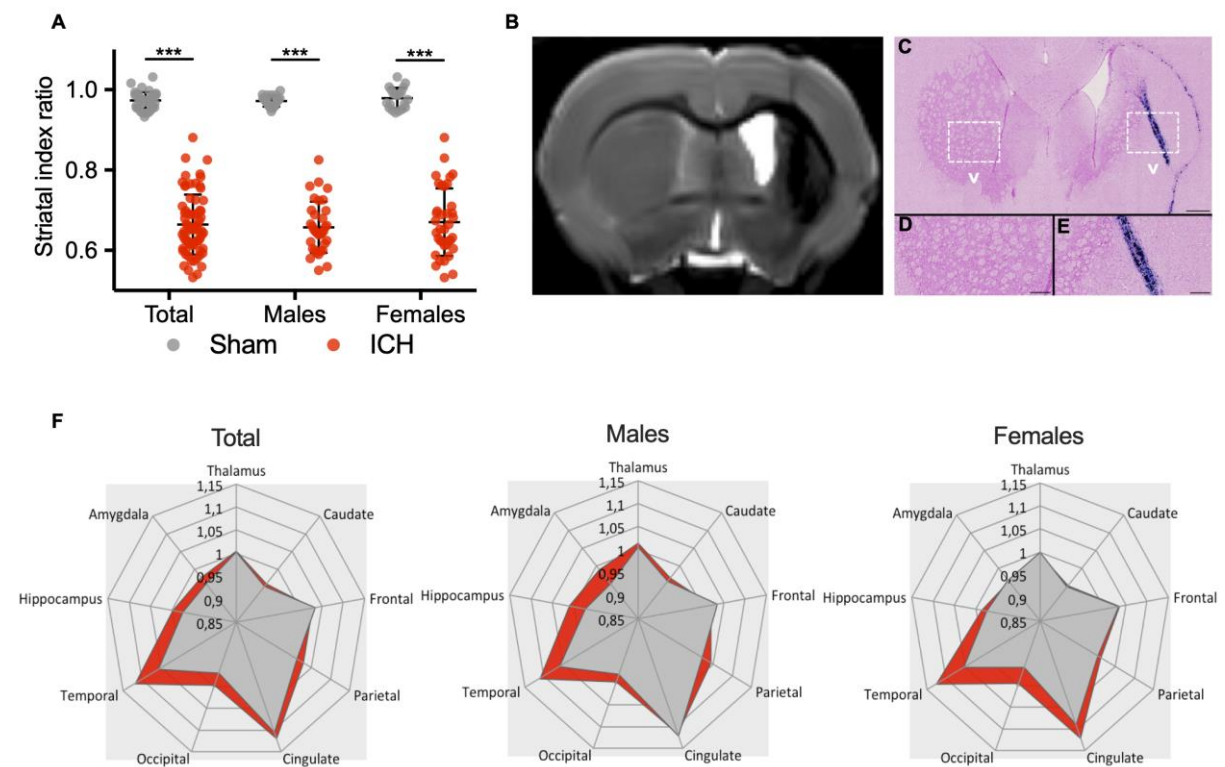 A
***
***
***
Striatal index ratio
1.0
0.8
0.6
Total
Males
Females
Sham
ICH
B
C
v
v
D
E
F
Total
Thalamus
1,15
1,1
1,05
1
0,95
0,9
0,85
Caudate
Frontal
Parietal
Cingulate
Occipital
Temporal
Hippocampus
Amygdala
Males
Thalamus
1,15
1,1
1,05
1
0,95
0,9
0,85
Caudate
Frontal
Parietal
Cingulate
Occipital
Temporal
Hippocampus
Amygdala
Females
Thalamus
1,15
1,1
1,05
1
0,95
0,9
0,85
Caudate
Frontal
Parietal
Cingulate
Occipital
Temporal
Hippocampus
Amygdala